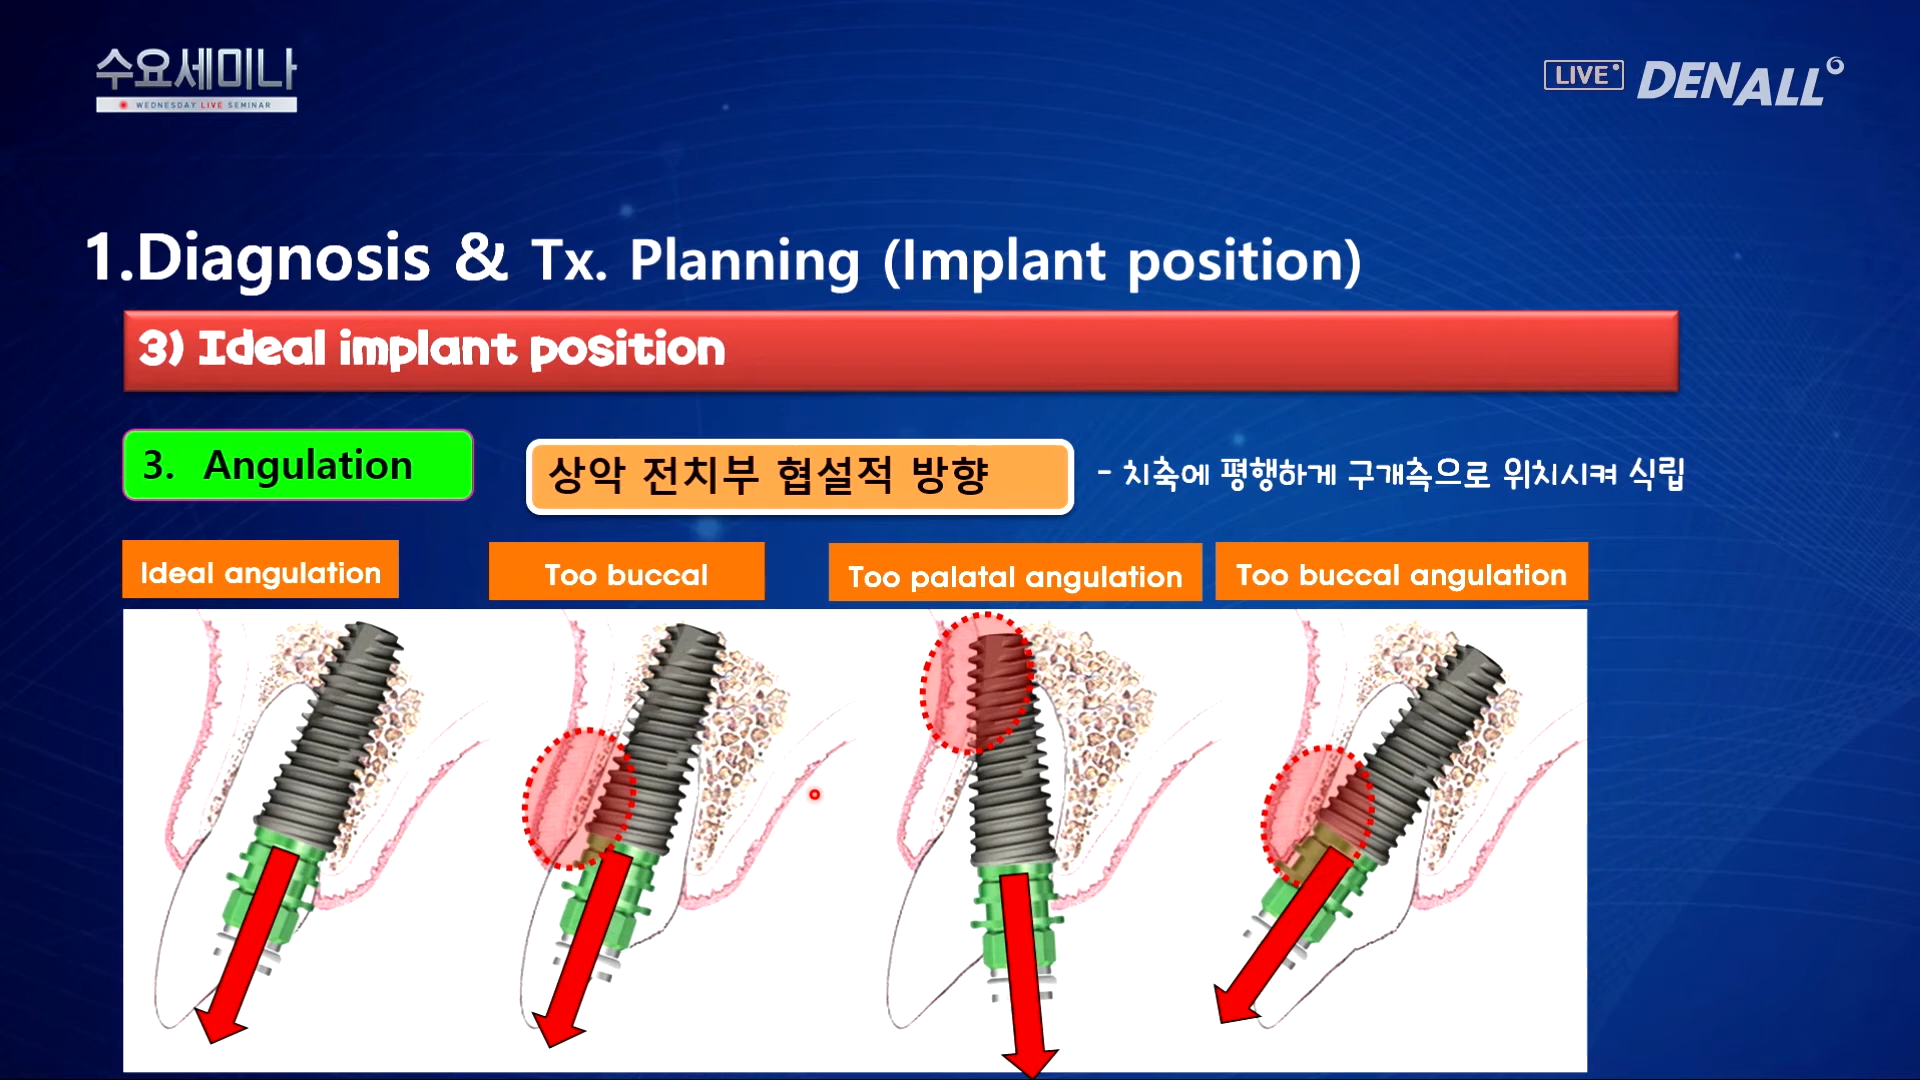 수요세미나
WEDNESDAY LIVE SEMINAR
LIVE DENALL
1.Diagnosis & Tx. Planning (Implant position)
3) Ideal implant position
3. Angulation
상악 전치부 협설적 방향
- 치축에 평행하게 구개측으로 위치시켜 식립
Ideal angulation
Too buccal
Too palatal angulation
Too buccal angulation